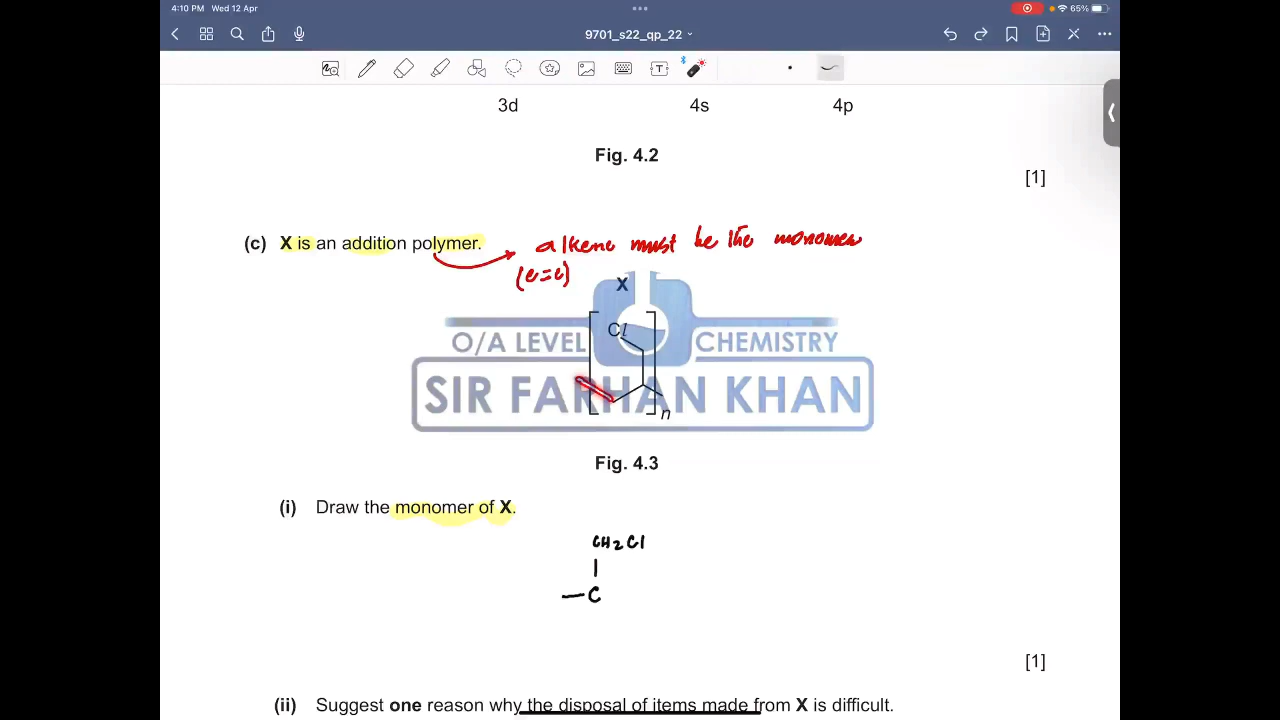 4:10 PM Wed 12 Apr
65%
9701_s22_qp_22
3d 4s 4p
Fig. 4.2
[1]
(c) X is an addition polymer. alkene must be the monomer
(C=C)
X
Cl
O/A LEVEL CHEMISTRY
SIR FARHAN KHAN
n
Fig. 4.3
(i) Draw the monomer of X.
CH2Cl
C
[1]
(ii) Suggest one reason why the disposal of items made from X is difficult.